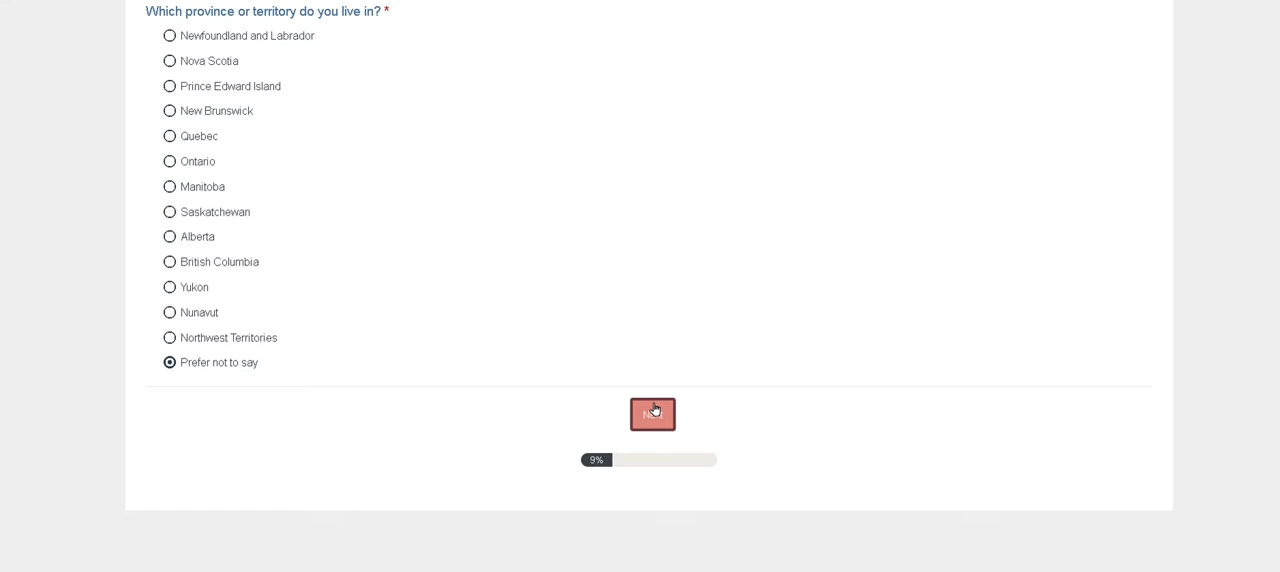 Which province or territory do you live in? *
Newfoundland and Labrador
Nova Scotia
Prince Edward Island
New Brunswick
Quebec
Ontario
Manitoba
Saskatchewan
Alberta
British Columbia
Yukon
Nunavut
Northwest Territories
Prefer not to say
9%